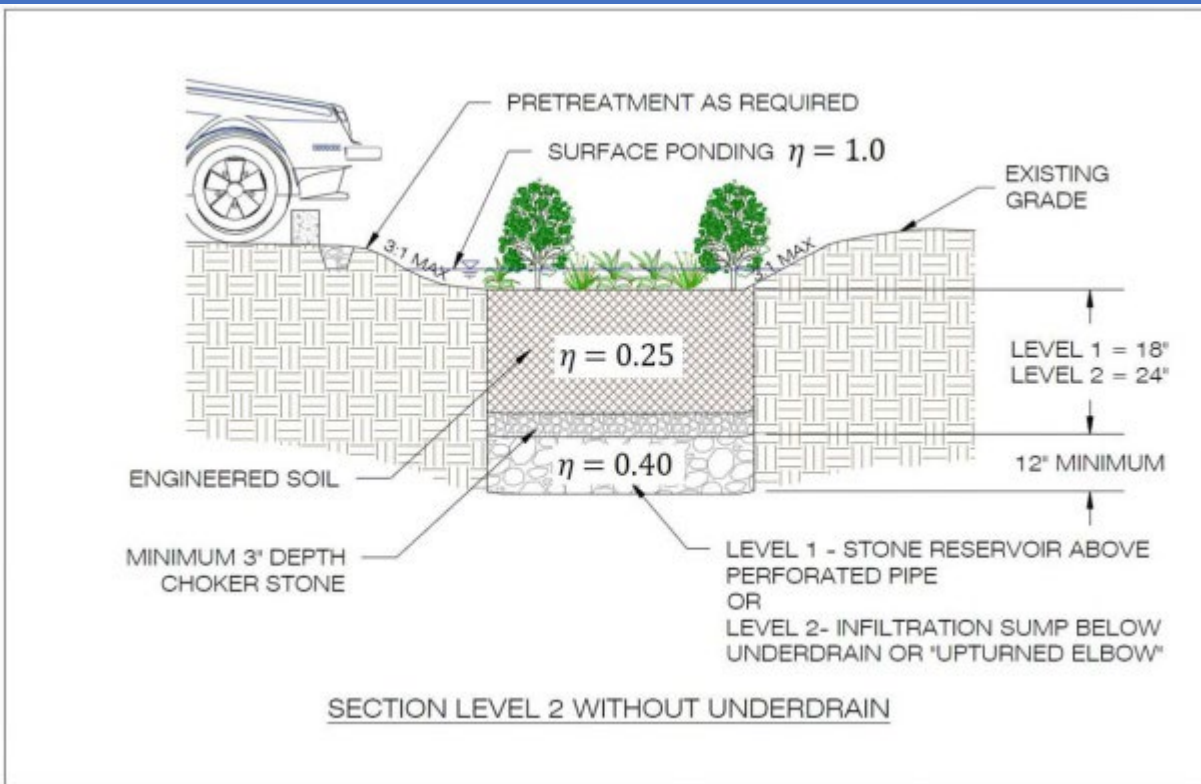 PRETREATMENT AS REQUIRED
SURFACE PONDING η = 1.0
EXISTING
GRADE
3:1 MAX
3:1 MAX
η = 0.25
LEVEL 1 = 18"
LEVEL 2 = 24"
η = 0.40
12" MINIMUM
ENGINEERED SOIL
MINIMUM 3" DEPTH
CHOKER STONE
LEVEL 1 - STONE RESERVOIR ABOVE
PERFORATED PIPE
OR
LEVEL 2- INFILTRATION SUMP BELOW
UNDERDRAIN OR "UPTURNED ELBOW"
SECTION LEVEL 2 WITHOUT UNDERDRAIN